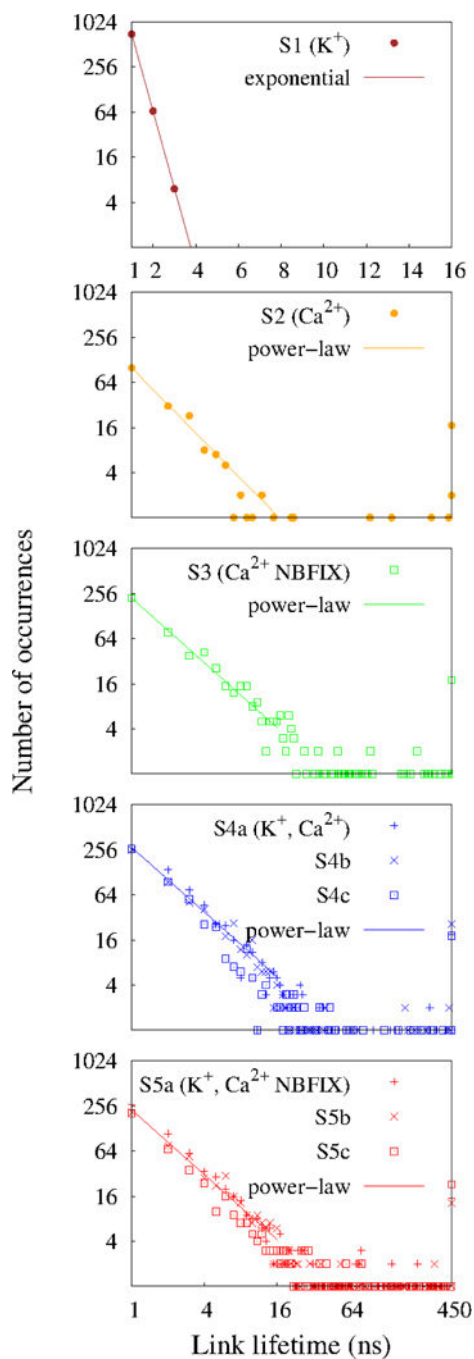 1024
S1 (K⁺)
256
exponential
64
16
4
1 2 4 6 8 10 12 14 16
1024
S2 (Ca²⁺)
256
power−law
64
16
4
1024
S3 (Ca²⁺ NBFIX)
256
power−law
64
16
4
Number of occurrences
1024
S4a (K⁺, Ca²⁺)
256
S4b
64
S4c
16
power−law
4
1024
S5a (K⁺, Ca²⁺ NBFIX)
256
S5b
64
S5c
16
power−law
4
1 4 16 64 450
Link lifetime (ns)